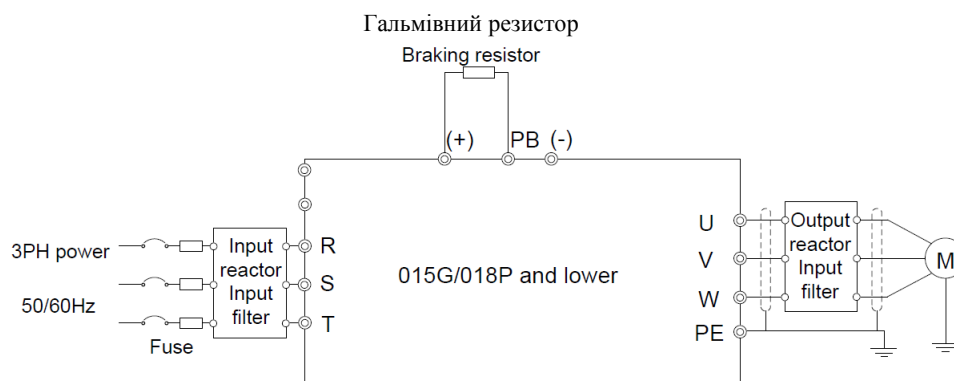 Гальмівний резистор
Braking resistor
(+) PB (-)
3PH power
50/60Hz
Fuse
Input
reactor
Input
filter
R
S
T
015G/018P and lower
U
V
W
PE
Output
reactor
Input
filter
M